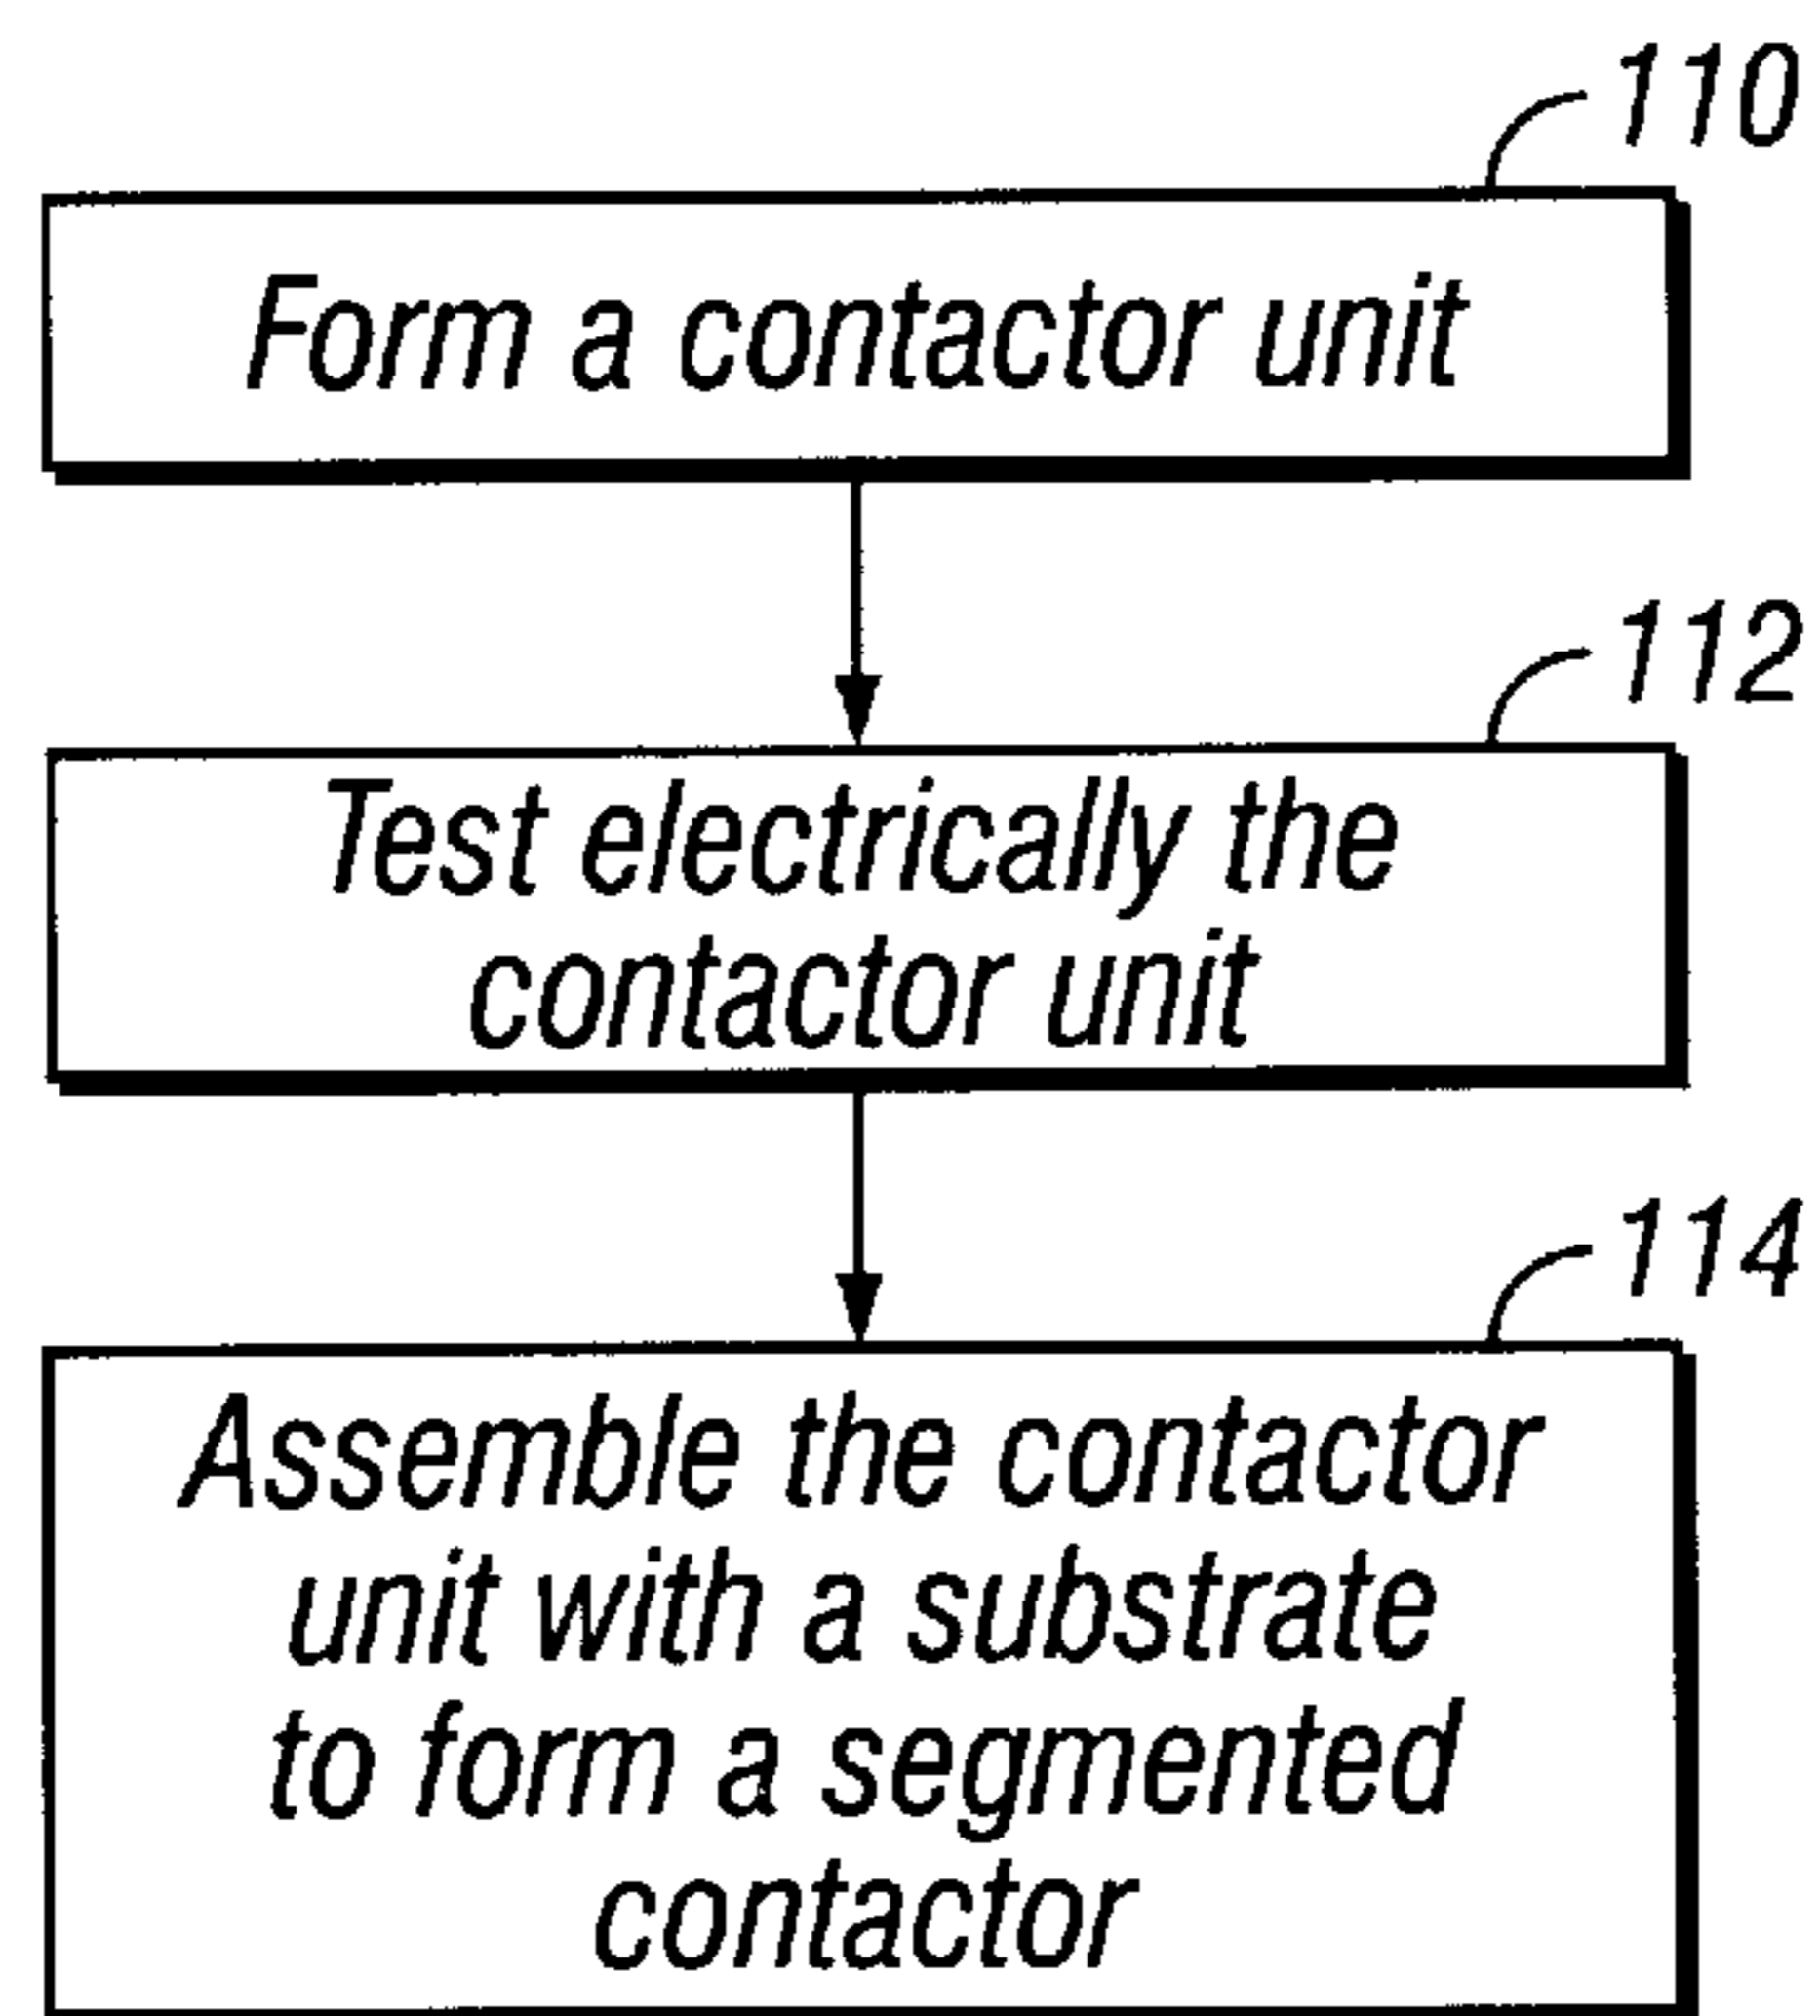 110
Form a contactor unit
112
Test electrically the
contactor unit
114
Assemble the contactor
unit with a substrate
to form a segmented
contactor